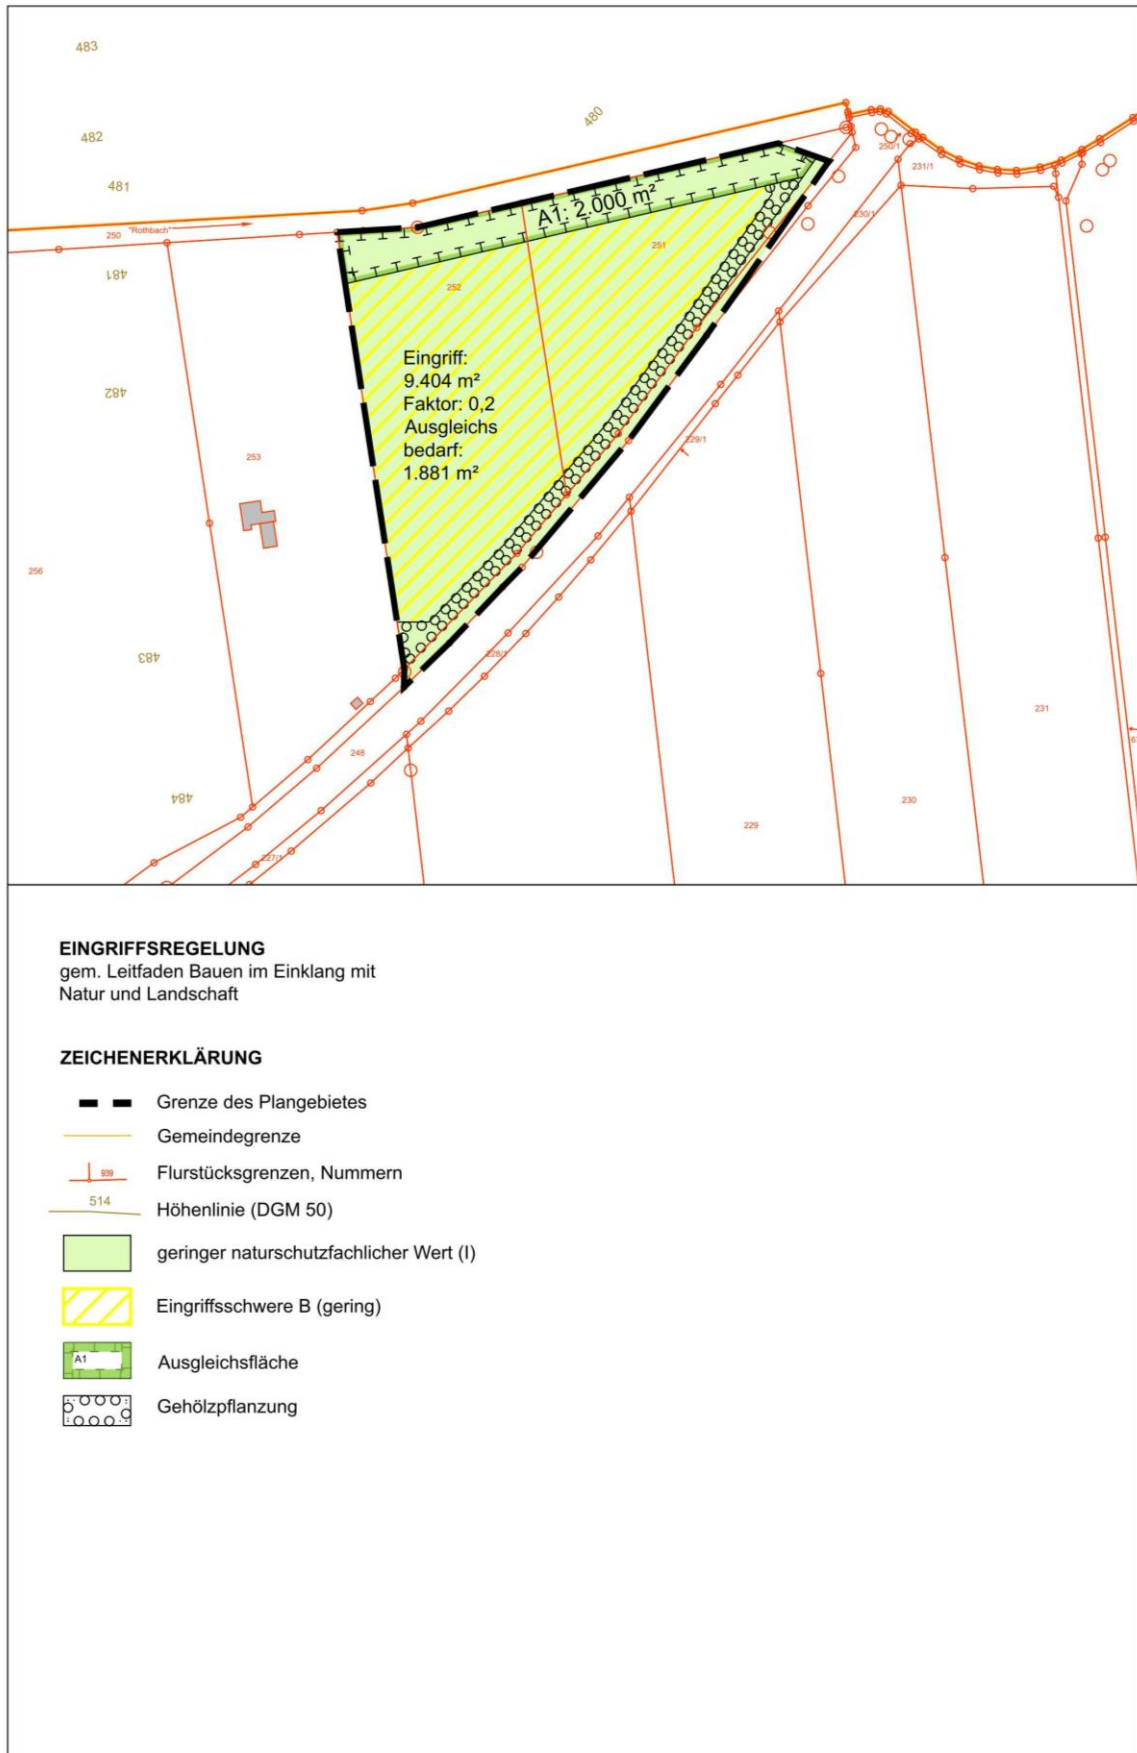 483
480
482
481
250
"Rothbach"
250/1
231/1
230/1
A1: 2.000 m²
251
252
481
482
Eingriff:
9.404 m²
Faktor: 0,2
Ausgleichs
bedarf:
1.881 m²
229/1
253
256
483
228/1
248
231
484
230
229
227/1
EINGRIFFSREGELUNG
gem. Leitfaden Bauen im Einklang mit
Natur und Landschaft
ZEICHENERKLÄRUNG
Grenze des Plangebietes
Gemeindegrenze
939
Flurstücksgrenzen, Nummern
514
Höhenlinie (DGM 50)
geringer naturschutzfachlicher Wert (I)
Eingriffsschwere B (gering)
A1
Ausgleichsfläche
Gehölzpflanzung